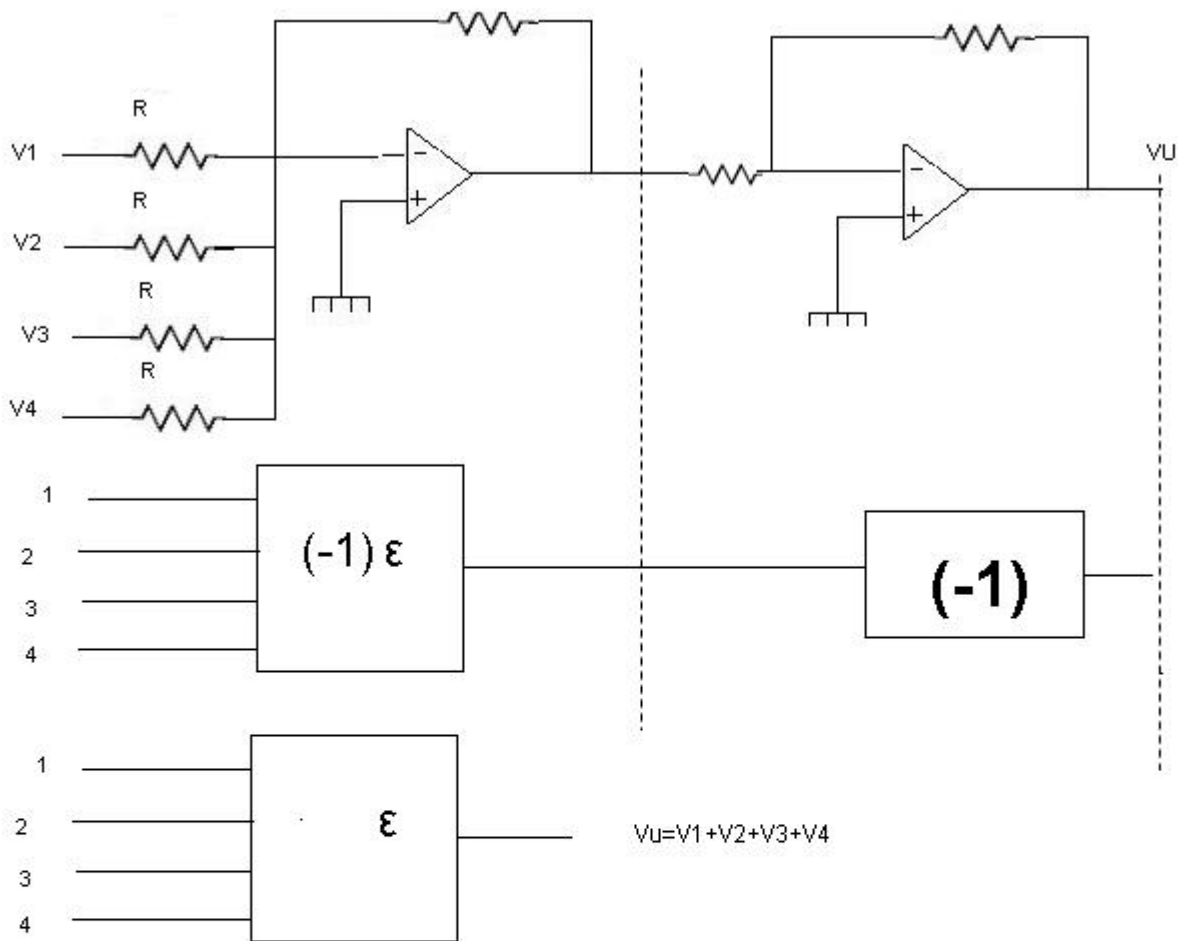 R
V1
-
+
R
V2
R
V3
R
V4
-
+
VU
1
2
3
4
(-1) ε
(-1)
1
2
3
4
ε
Vu=V1+V2+V3+V4